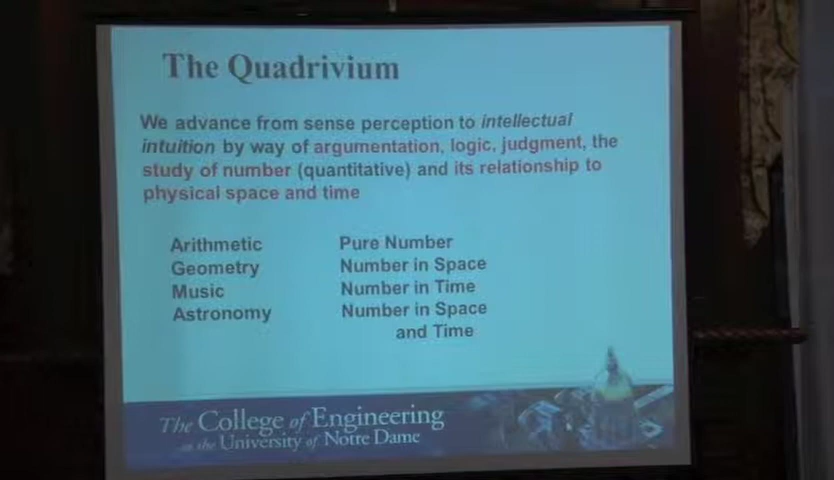 The Quadrivium
We advance from sense perception to intellectual
intuition by way of argumentation, logic, judgment, the
study of number (quantitative) and its relationship to
physical space and time
Arithmetic Pure Number
Geometry Number in Space
Music Number in Time
Astronomy Number in Space
and Time
The College of Engineering
at the University of Notre Dame